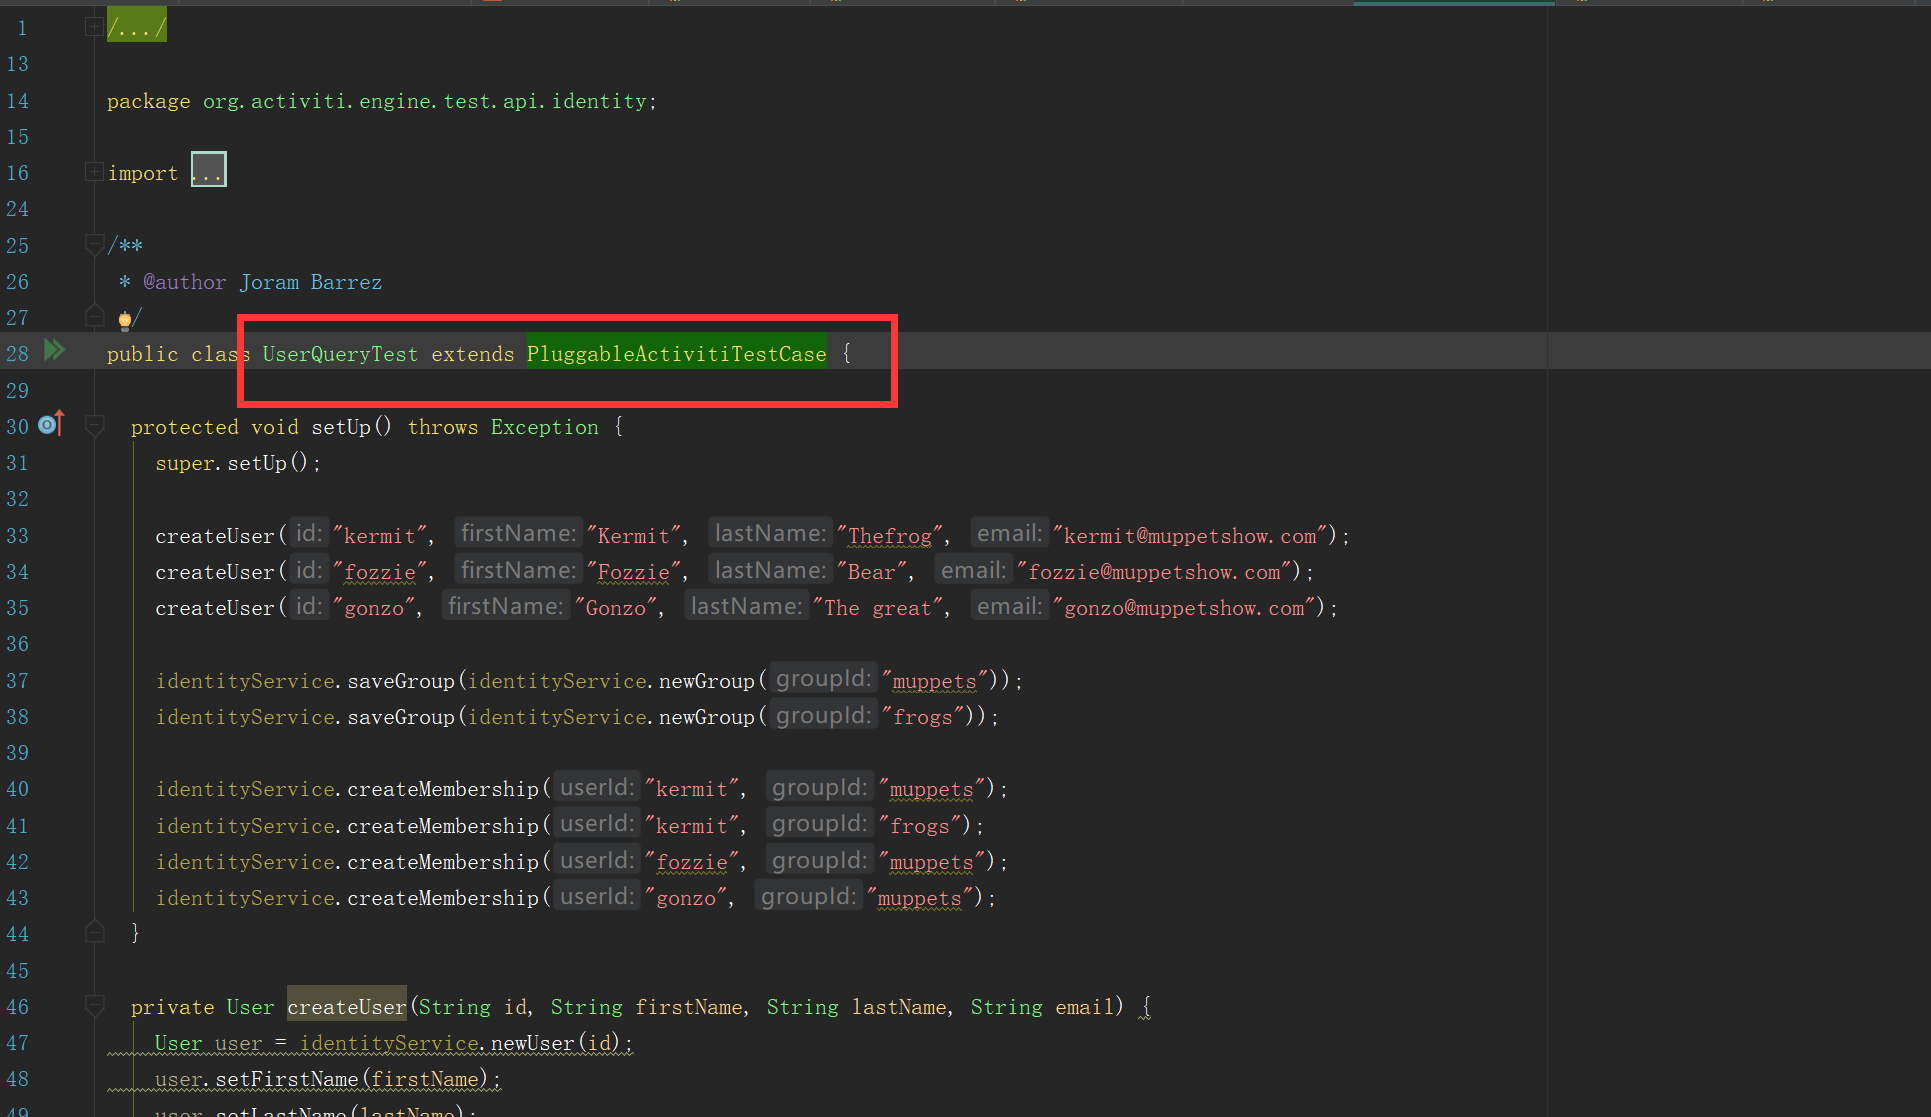 1 /.../
13
14 package org.activiti.engine.test.api.identity;
15
16 import ...
24
25 /**
26 * @author Joram Barrez
27 */
28 public class UserQueryTest extends PluggableActivitiTestCase {
29
30 protected void setUp() throws Exception {
31 super.setUp();
32
33 createUser( id: "kermit", firstName: "Kermit", lastName: "Thefrog", email: "kermit@muppetshow.com");
34 createUser( id: "fozzie", firstName: "Fozzie", lastName: "Bear", email: "fozzie@muppetshow.com");
35 createUser( id: "gonzo", firstName: "Gonzo", lastName: "The great", email: "gonzo@muppetshow.com");
36
37 identityService.saveGroup(identityService.newGroup( groupId: "muppets"));
38 identityService.saveGroup(identityService.newGroup( groupId: "frogs"));
39
40 identityService.createMembership( userId: "kermit", groupId: "muppets");
41 identityService.createMembership( userId: "kermit", groupId: "frogs");
42 identityService.createMembership( userId: "fozzie", groupId: "muppets");
43 identityService.createMembership( userId: "gonzo", groupId: "muppets");
44 }
45
46 private User createUser(String id, String firstName, String lastName, String email) {
47 User user = identityService.newUser(id);
48 user.setFirstName(firstName);
49 user.setLastName(lastName);